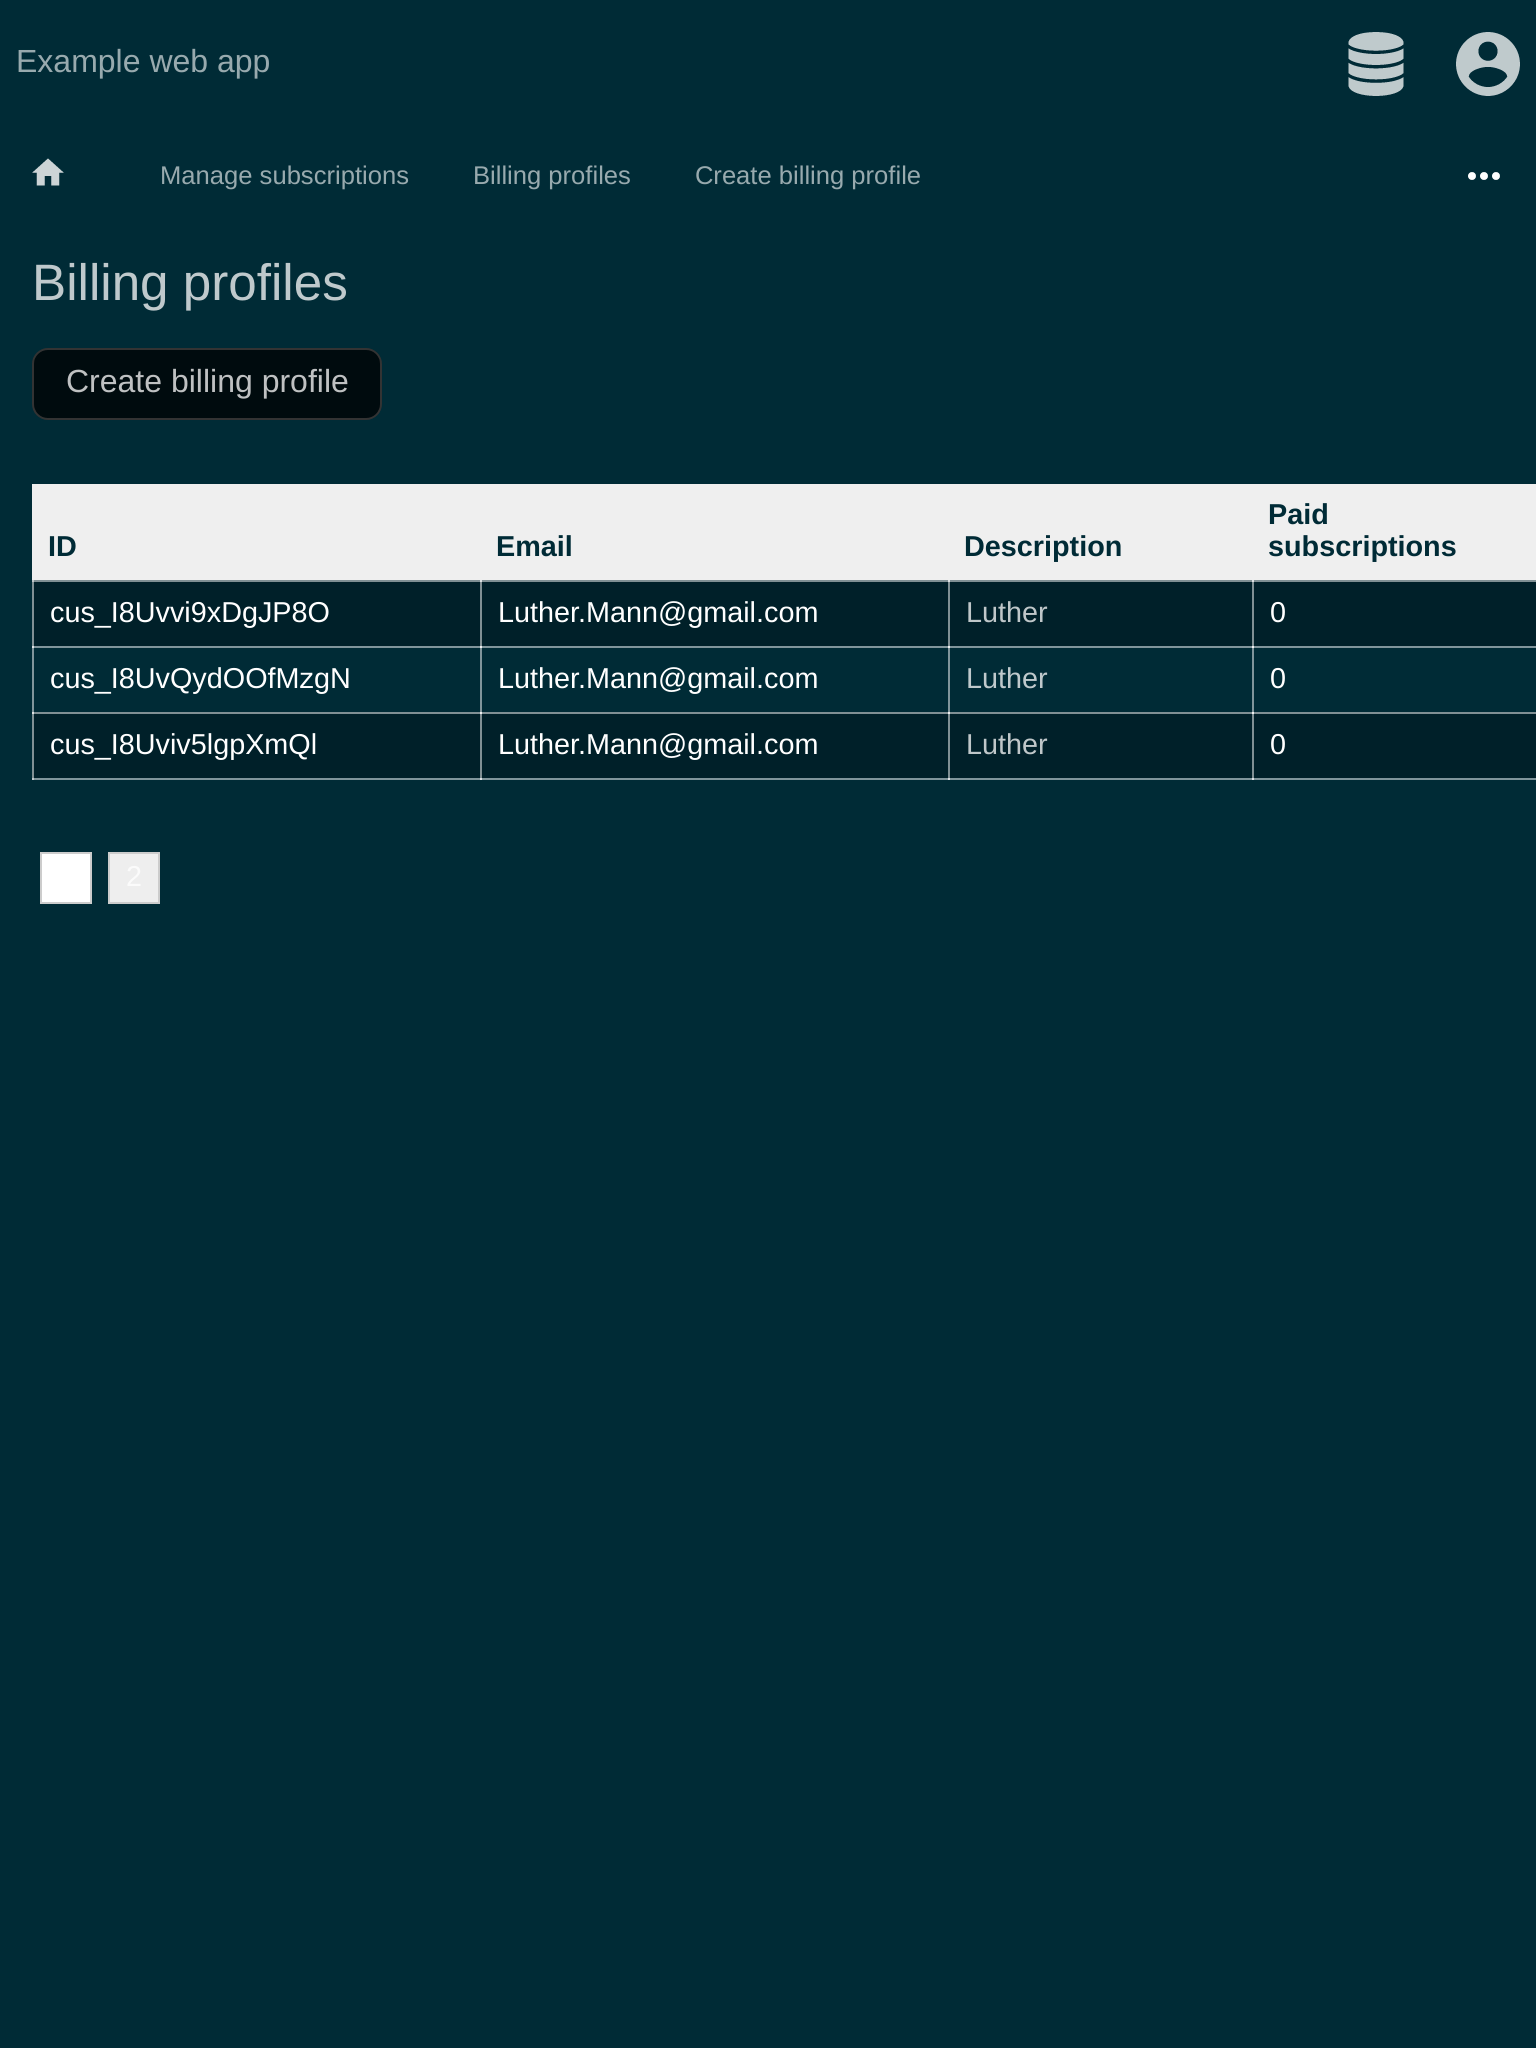 Example web app
Manage subscriptions Billing profiles Create billing profile
Billing profiles
Create billing profile
ID Email Description Paid subscriptions
cus_I8Uvvi9xDgJP8O Luther.Mann@gmail.com Luther 0
cus_I8UvQydOOfMzgN Luther.Mann@gmail.com Luther 0
cus_I8Uviv5lgpXmQl Luther.Mann@gmail.com Luther 0
2